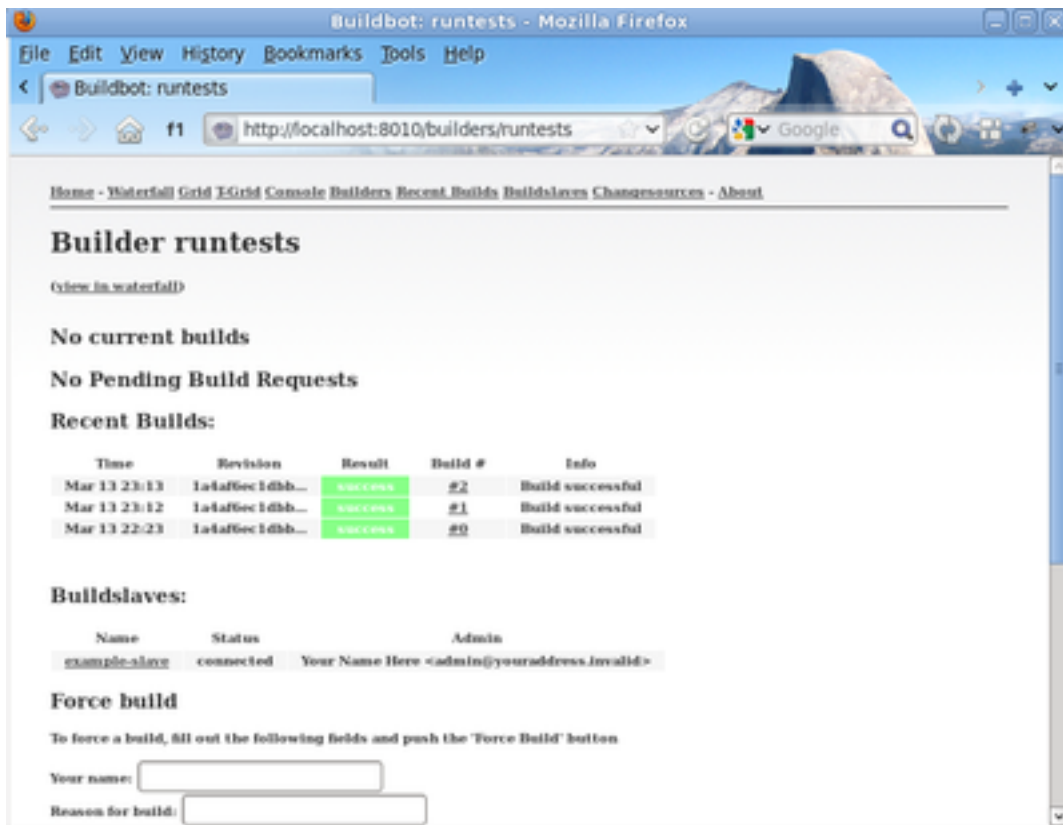 Buildbot: runtests - Mozilla Firefox
File Edit View History Bookmarks Tools Help
Buildbot: runtests
f1 http://localhost:8010/builders/runtests Google
Home - Waterfall Grid T-Grid Console Builders Recent Builds Buildslaves Changesources - About
Builder runtests
(view in waterfall)
No current builds
No Pending Build Requests
Recent Builds:
Time Revision Result Build # Info
Mar 13 23:13 1a4af6ec1dbb... success #2 Build successful
Mar 13 23:12 1a4af6ec1dbb... success #1 Build successful
Mar 13 22:23 1a4af6ec1dbb... success #0 Build successful
Buildslaves:
Name Status Admin
example-slave connected Your Name Here <admin@youraddress.invalid>
Force build
To force a build, fill out the following fields and push the 'Force Build' button
Your name:
Reason for build: